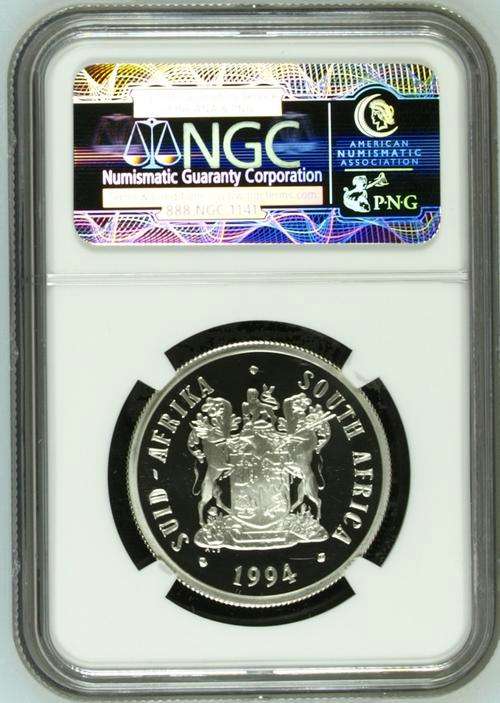 NGC
Numismatic Guaranty Corporation
888 NGC 1141
AMERICAN
NUMISMATIC
ASSOCIATION
P·N·G
SUID-AFRIKA SOUTH AFRICA
1994